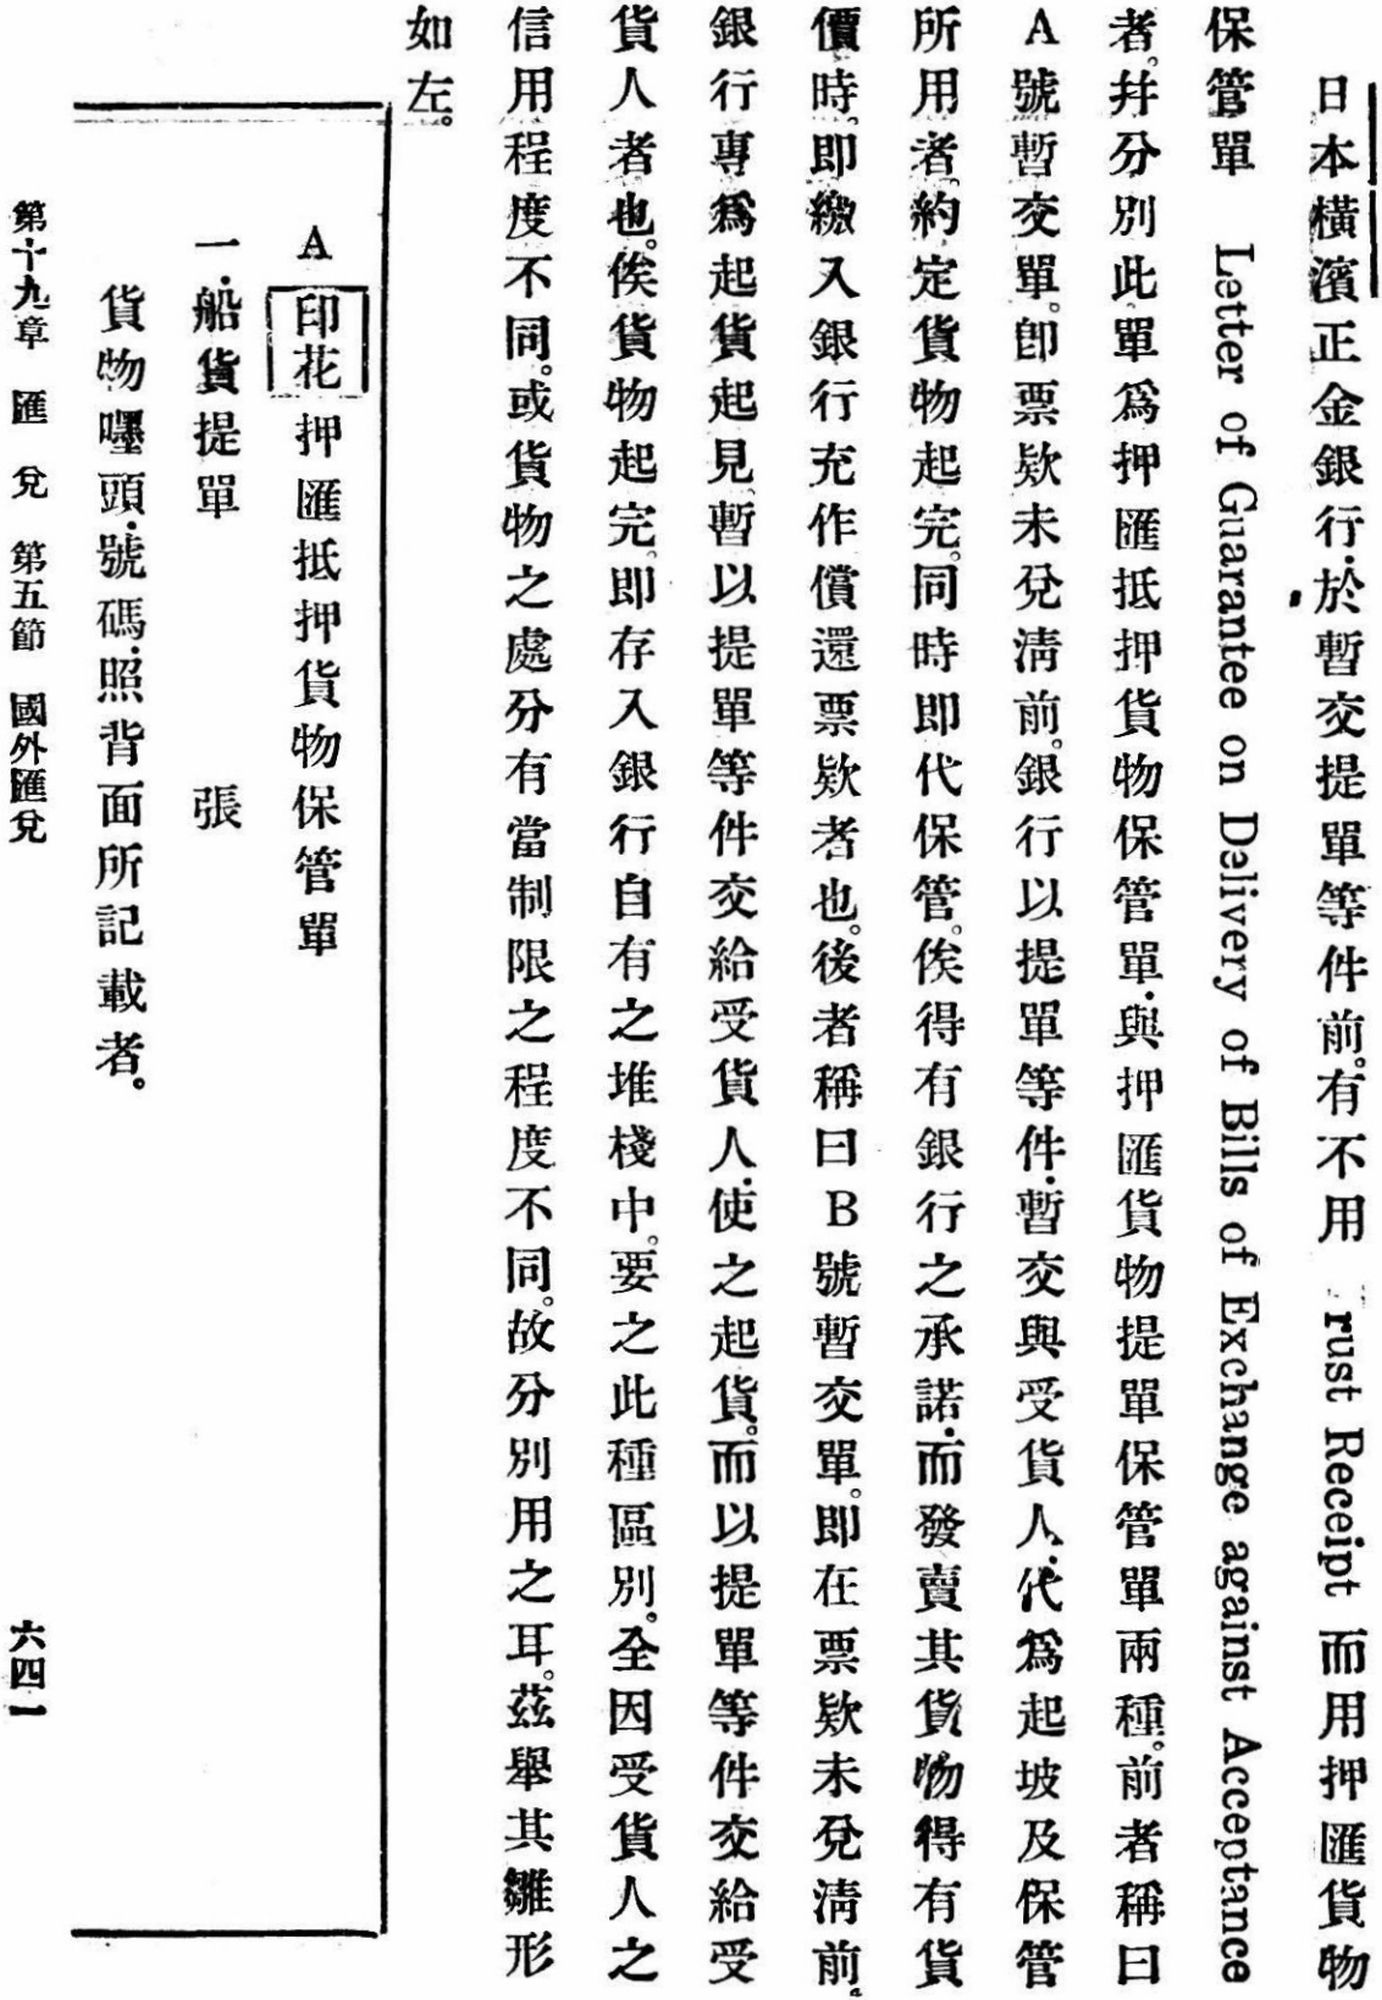 日本橫濱正金銀行．於暫交提單等件前。有不用 rust Receipt 而用押匯貨物
保管單 Letter of Guarantee on Delivery of Bills of Exchange against Acceptance
者。幷分別此。單爲押匯抵押貨物保管單．與押匯貨物提單保管單兩種。前者稱曰
A號暫交單。卽票欵未兌淸前。銀行以提單等件．暫交與受貨人．代爲起坡及保管
所用者。約定貨物起完。同時卽代保管。俟得有銀行之承諾．而發賣其貨物得有貨
價時。卽繳入銀行充作償還票欵者也。後者稱曰B號暫交單。卽在票欵未兌淸前。
銀行專爲起貨起見。暫以提單等件交給受貨人．使之起貨。而以提單等件交給受
貨人者也。俟貨物起完。卽存入銀行自有之堆棧中。要之此種區別。全因受貨人之
信用程度不同。或貨物之處分有當制限之程度不同。故分別用之耳。茲舉其雛形
如左。
A 印花 押匯抵押貨物保管單
一．船貨提單 張
貨物嘜頭．號碼．照背面所記載者。
第十九章 匯兌 第五節 國外匯兌 六四一